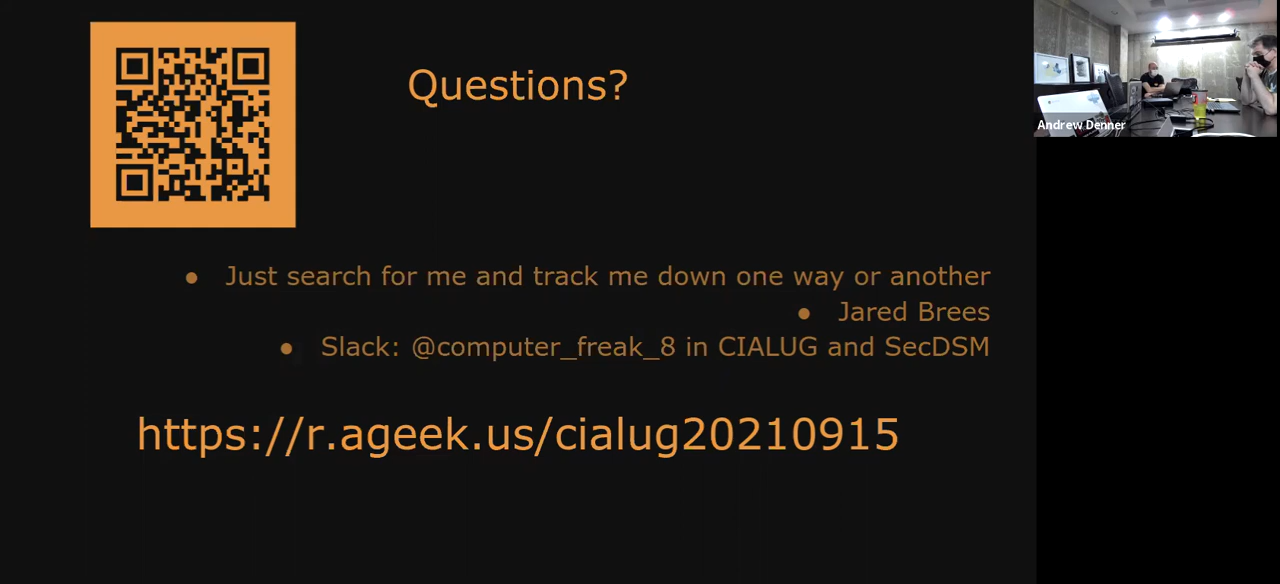 Questions?
● Just search for me and track me down one way or another
● Jared Brees
● Slack: @computer_freak_8 in CIALUG and SecDSM
https://r.ageek.us/cialug20210915
Andrew Denner